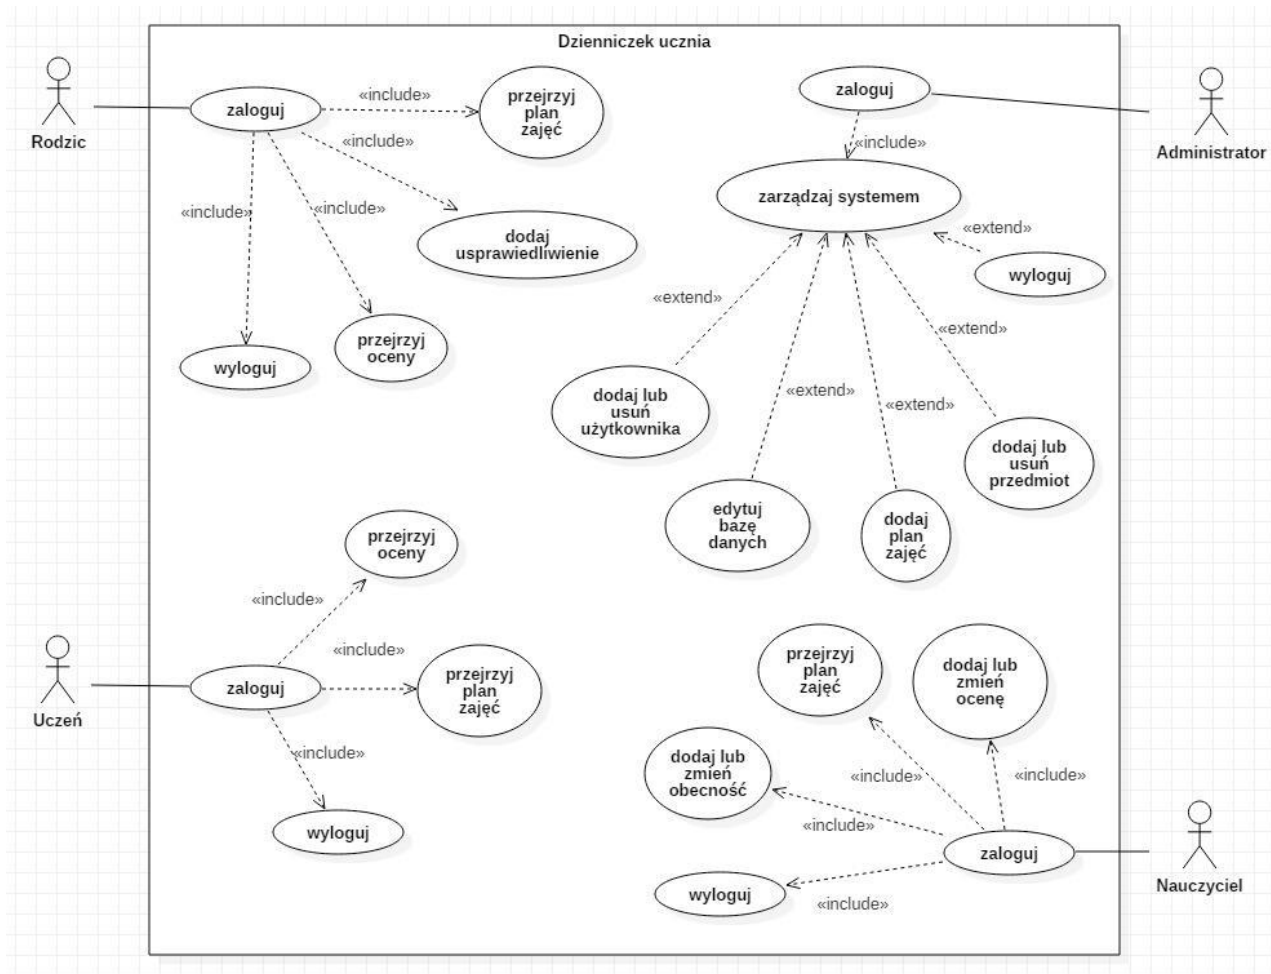 Dzienniczek ucznia
Rodzic
zaloguj
«include»
przejrzyj
plan
zajęć
«include»
dodaj
usprawiedliwienie
«include»
«include»
wyloguj
przejrzyj
oceny
zaloguj
Administrator
«include»
zarządzaj systemem
«extend»
wyloguj
«extend»
«extend»
«extend»
«extend»
dodaj lub
usuń
użytkownika
edytuj
bazę
danych
dodaj
plan
zajęć
dodaj lub
usuń
przedmiot
przejrzyj
oceny
«include»
Uczeń
zaloguj
«include»
przejrzyj
plan
zajęć
«include»
wyloguj
przejrzyj
plan
zajęć
dodaj lub
zmień
ocenę
dodaj lub
zmień
obecność
«include»
«include»
«include»
zaloguj
Nauczyciel
wyloguj
«include»